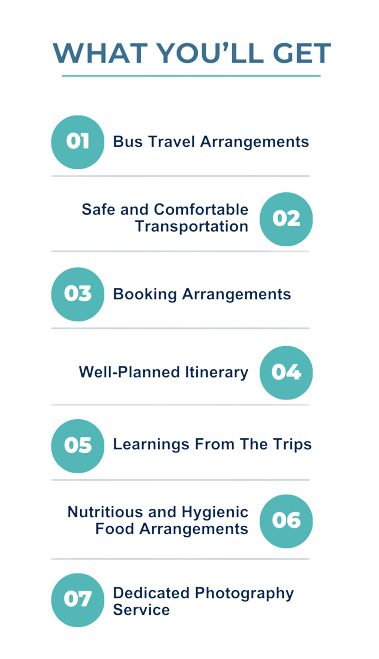 WHAT YOU'LL GET
01 Bus Travel Arrangements
Safe and Comfortable
Transportation
02
03 Booking Arrangements
Well-Planned Itinerary 04
05 Learnings From The Trips
Nutritious and Hygienic
Food Arrangements
06
07
Dedicated Photography
Service